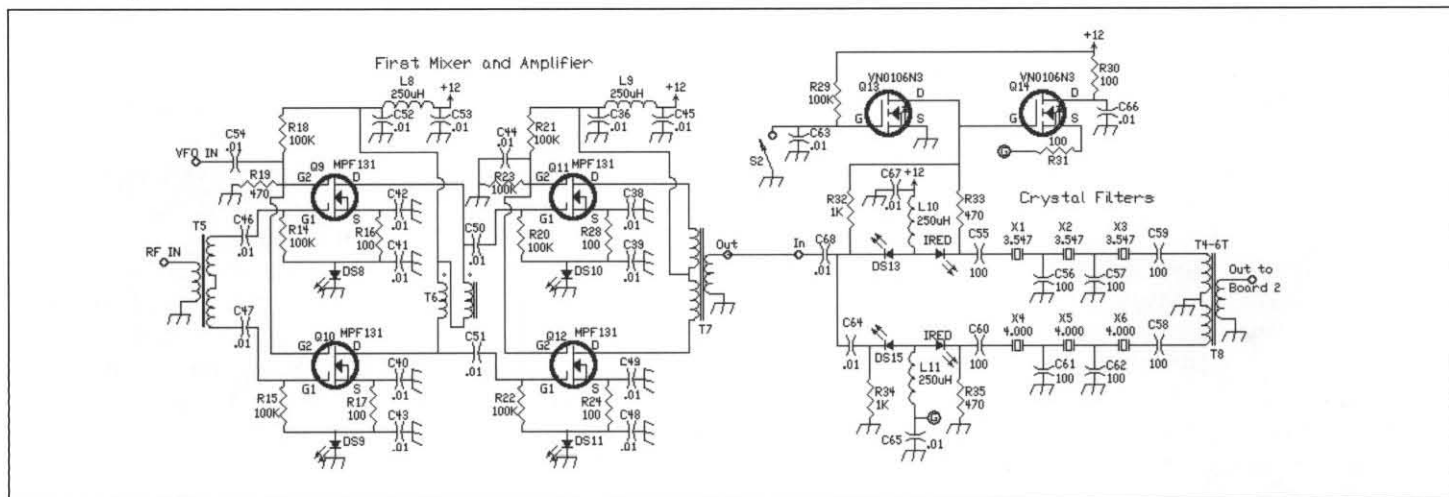 First Mixer and Amplifier
L8
250uH
+12
C52
.01
C53
.01
L9
250uH
+12
C36
.01
C45
.01
C54
.01
VFO IN
R18
100K
R19
470
Q9
MPF131
G2
D
G1
S
C42
.01
C41
.01
R14
100K
R16
100
DS8
T5
C46
.01
RF IN
C47
.01
Q10
MPF131
G2
D
G1
S
C40
.01
C43
.01
R15
100K
R17
100
DS9
T6
C50
.01
C51
.01
C44
.01
R21
100K
R23
100K
Q11
MPF131
G2
D
G1
S
C38
.01
C39
.01
R20
100K
R28
100
DS10
Q12
MPF131
G2
D
G1
S
C49
.01
C48
.01
R22
100K
R24
100
DS11
T7
Out
In
C68
.01
+12
R29
100K
VN0106N3
Q13
D
G
S
S2
C63
.01
VN0106N3
Q14
D
G
S
R30
100
C66
.01
100
R31
G
R32
1K
C67
.01
+12
L10
250uH
R33
470
DS13
IRED
C55
100
Crystal Filters
X1
3.547
X2
3.547
X3
3.547
C59
100
C56
100
C57
100
T4-6T
Out to
Board 2
T8
C64
.01
DS15
IRED
R34
1K
L11
250uH
G
C65
.01
R35
470
C60
100
X4
4.000
X5
4.000
X6
4.000
C58
100
C61
100
C62
100